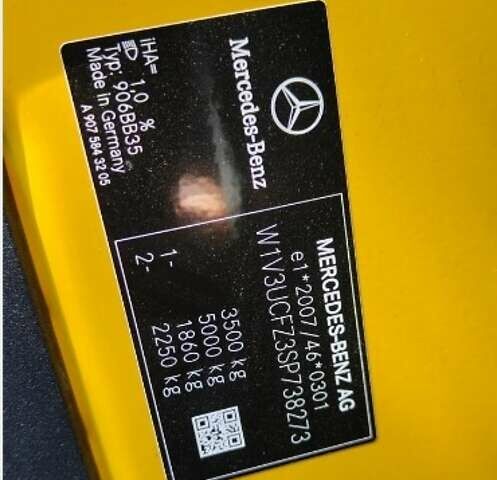 Mercedes-Benz
MERCEDES-BENZ AG
e1*2007/46*0301
W1V3UCFZ3SP738273
3500 kg
5000 kg
1- 1860 kg
2- 2250 kg
iHA=
1,0 %
Typ: 906BB35
Made in Germany
A 907 584 32 05